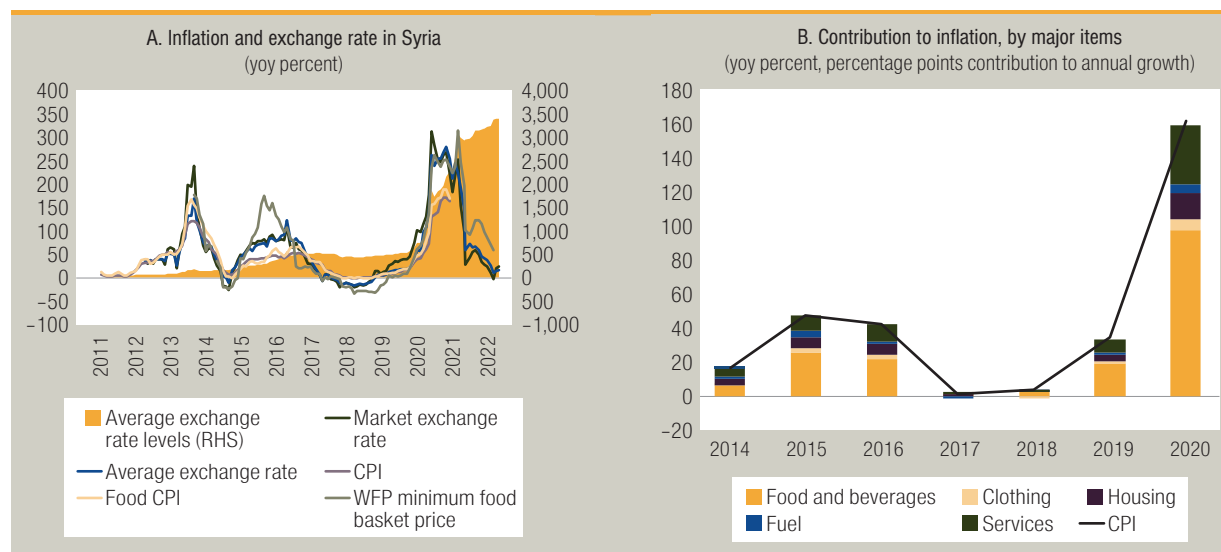 A. Inflation and exchange rate in Syria
(yoy percent)
400
350
300
250
200
150
100
50
0
–50
–100
4,000
3,500
3,000
2,500
2,000
1,500
1,000
500
0
500
–1,000
2011
2012
2013
2014
2015
2016
2017
2018
2019
2020
2021
2022
Average exchange
rate levels (RHS)
Market exchange
rate
Average exchange rate
CPI
Food CPI
WFP minimum food
basket price
B. Contribution to inflation, by major items
(yoy percent, percentage points contribution to annual growth)
180
160
140
120
100
80
60
40
20
0
–20
2014 2015 2016 2017 2018 2019 2020
Food and beverages
Clothing
Housing
Fuel
Services
CPI